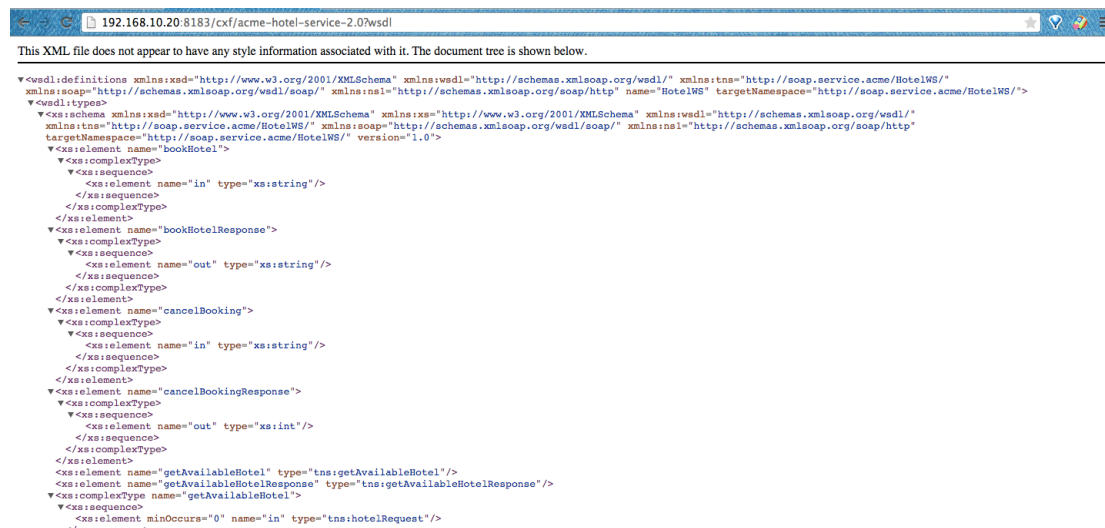 192.168.10.20:8183/cxf/acme-hotel-service-2.0?wsdl
This XML file does not appear to have any style information associated with it. The document tree is shown below.
▼<wsdl:definitions xmlns:xsd="http://www.w3.org/2001/XMLSchema" xmlns:wsdl="http://schemas.xmlsoap.org/wsdl/" xmlns:tns="http://soap.service.acme/HotelWS/"
xmlns:soap="http://schemas.xmlsoap.org/wsdl/soap/" xmlns:ns1="http://schemas.xmlsoap.org/soap/http" name="HotelWS" targetNamespace="http://soap.service.acme/HotelWS/">
▼<wsdl:types>
▼<xs:schema xmlns:xsd="http://www.w3.org/2001/XMLSchema" xmlns:xs="http://www.w3.org/2001/XMLSchema" xmlns:wsdl="http://schemas.xmlsoap.org/wsdl/"
xmlns:tns="http://soap.service.acme/HotelWS/" xmlns:soap="http://schemas.xmlsoap.org/wsdl/soap/" xmlns:ns1="http://schemas.xmlsoap.org/soap/http"
targetNamespace="http://soap.service.acme/HotelWS/" version="1.0">
▼<xs:element name="bookHotel">
▼<xs:complexType>
▼<xs:sequence>
<xs:element name="in" type="xs:string"/>
</xs:sequence>
</xs:complexType>
</xs:element>
▼<xs:element name="bookHotelResponse">
▼<xs:complexType>
▼<xs:sequence>
<xs:element name="out" type="xs:string"/>
</xs:sequence>
</xs:complexType>
</xs:element>
▼<xs:element name="cancelBooking">
▼<xs:complexType>
▼<xs:sequence>
<xs:element name="in" type="xs:string"/>
</xs:sequence>
</xs:complexType>
</xs:element>
▼<xs:element name="cancelBookingResponse">
▼<xs:complexType>
▼<xs:sequence>
<xs:element name="out" type="xs:int"/>
</xs:sequence>
</xs:complexType>
</xs:element>
<xs:element name="getAvailableHotel" type="tns:getAvailableHotel"/>
<xs:element name="getAvailableHotelResponse" type="tns:getAvailableHotelResponse"/>
▼<xs:complexType name="getAvailableHotel">
▼<xs:sequence>
<xs:element minOccurs="0" name="in" type="tns:hotelRequest"/>